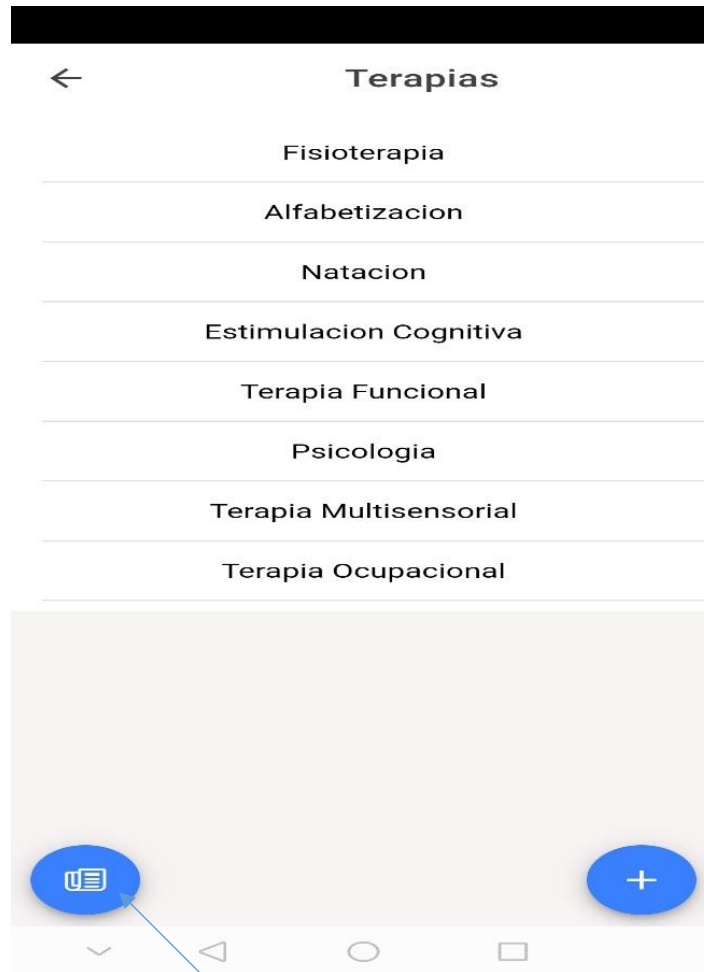 Terapias
Fisioterapia
Alfabetizacion
Natacion
Estimulacion Cognitiva
Terapia Funcional
Psicologia
Terapia Multisensorial
Terapia Ocupacional